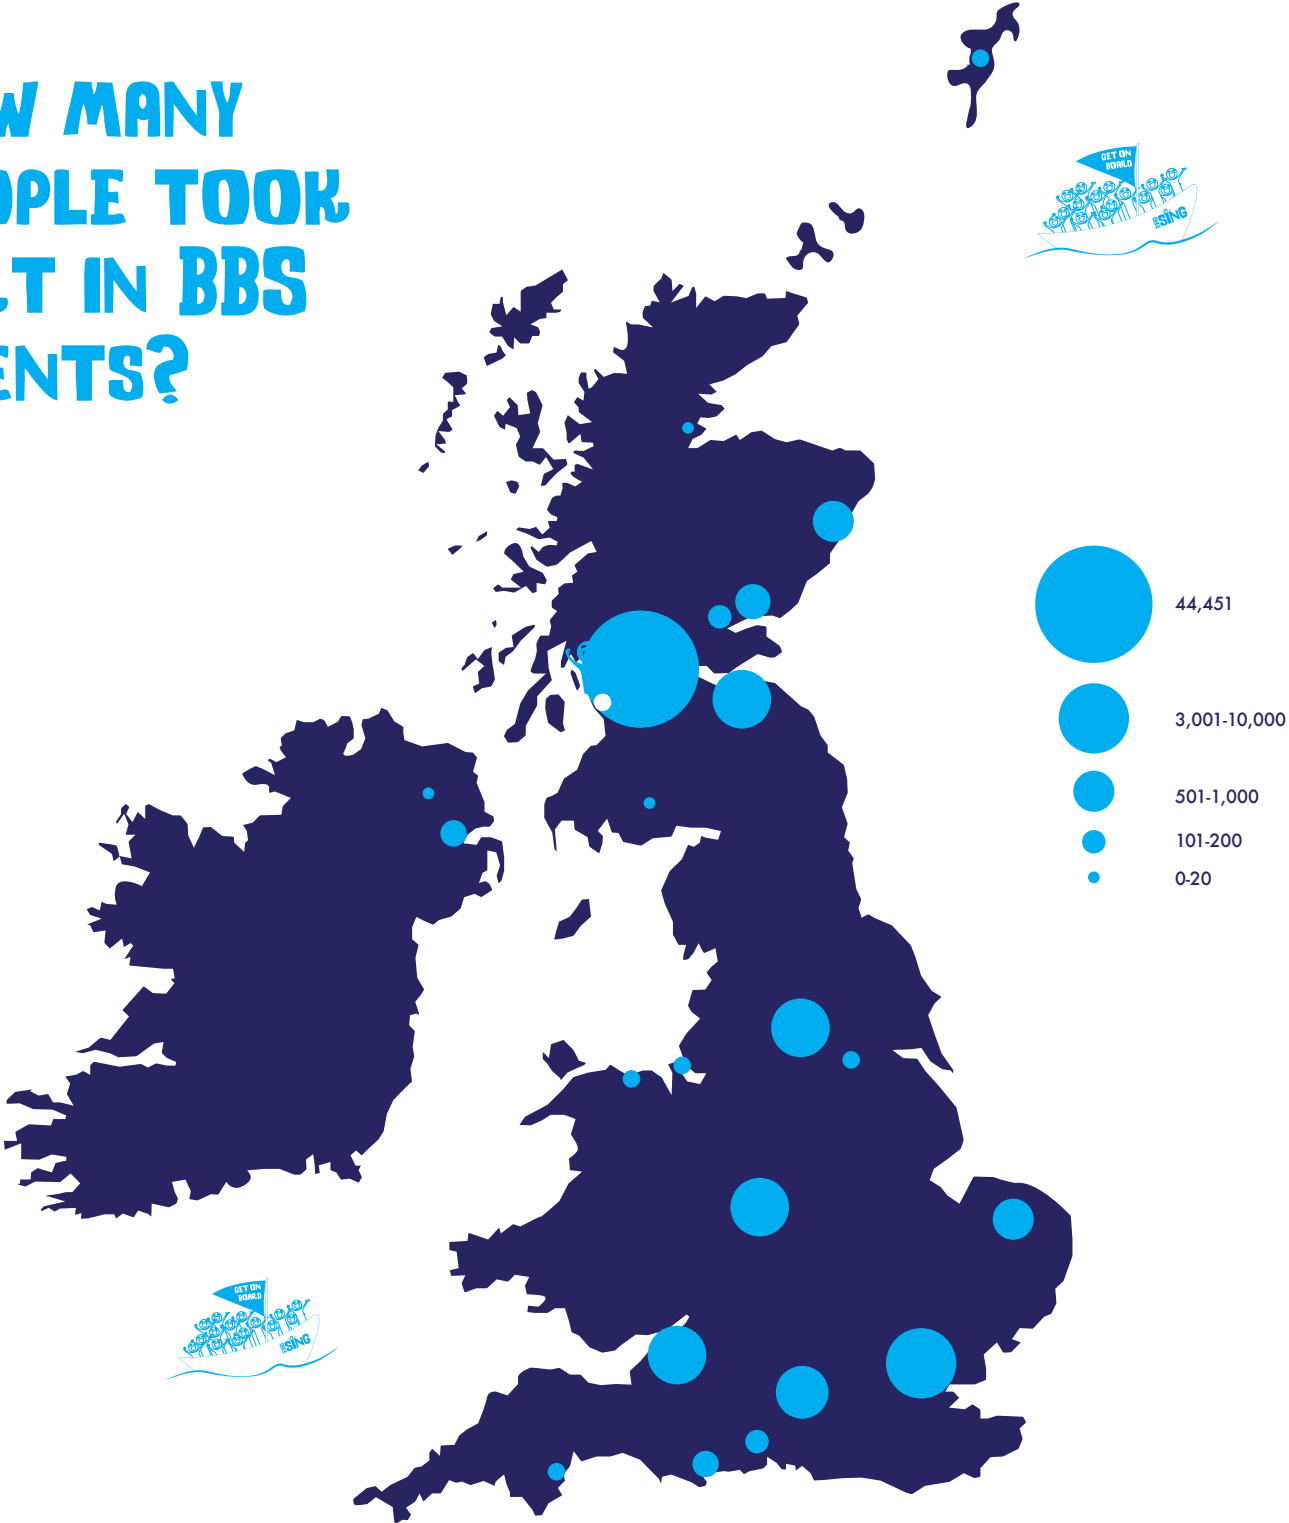 W MANY
OPLE TOOK
T IN BBS
ENTS?
GET ON
BOARD
SING
44,451
3,001-10,000
501-1,000
101-200
0-20
GET ON
BOARD
SING